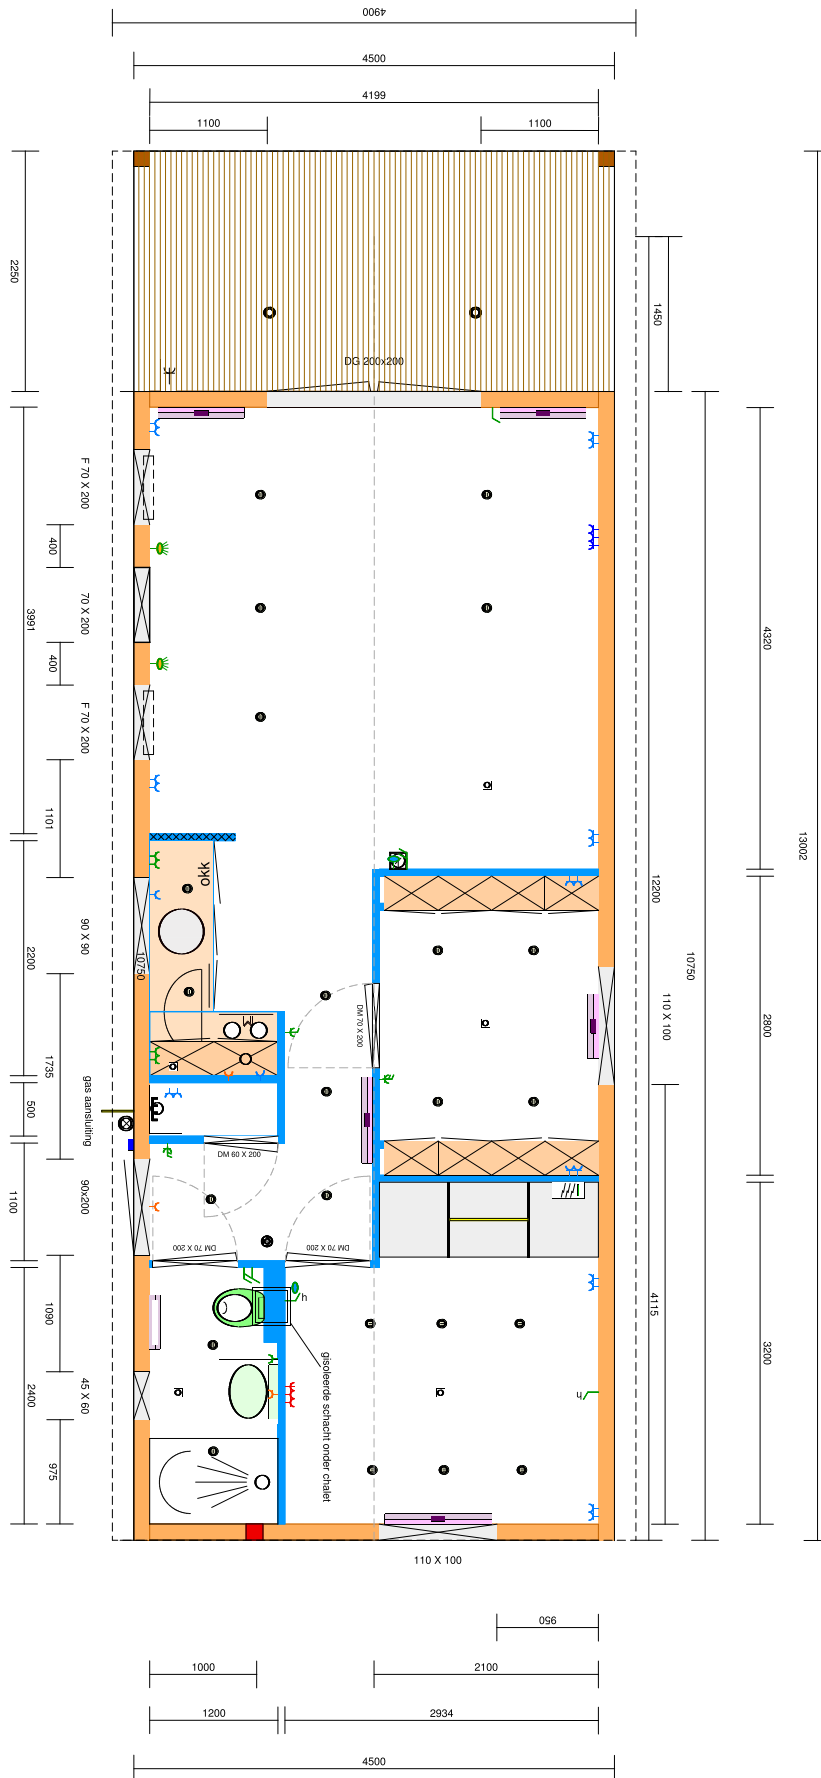 4900
4500
4199
1100
1100
2250
1450
DG 200x200
F 70 X 200
400
70 X 200
3991
400
F 70 X 200
4320
1101
13002
OKK
12200
90 X 90
2200
10750
10750
110 X 100
DM 70 X 200
2800
1735
500
gas aansluiting
DM 60 X 200
1100
90x200
DM 70 X 200
DM 70 X 200
h
1090
4115
3200
gisoleerde schacht onder chalet
h
45 X 60
2400
975
110 X 100
950
1000
2100
1200
2934
4500